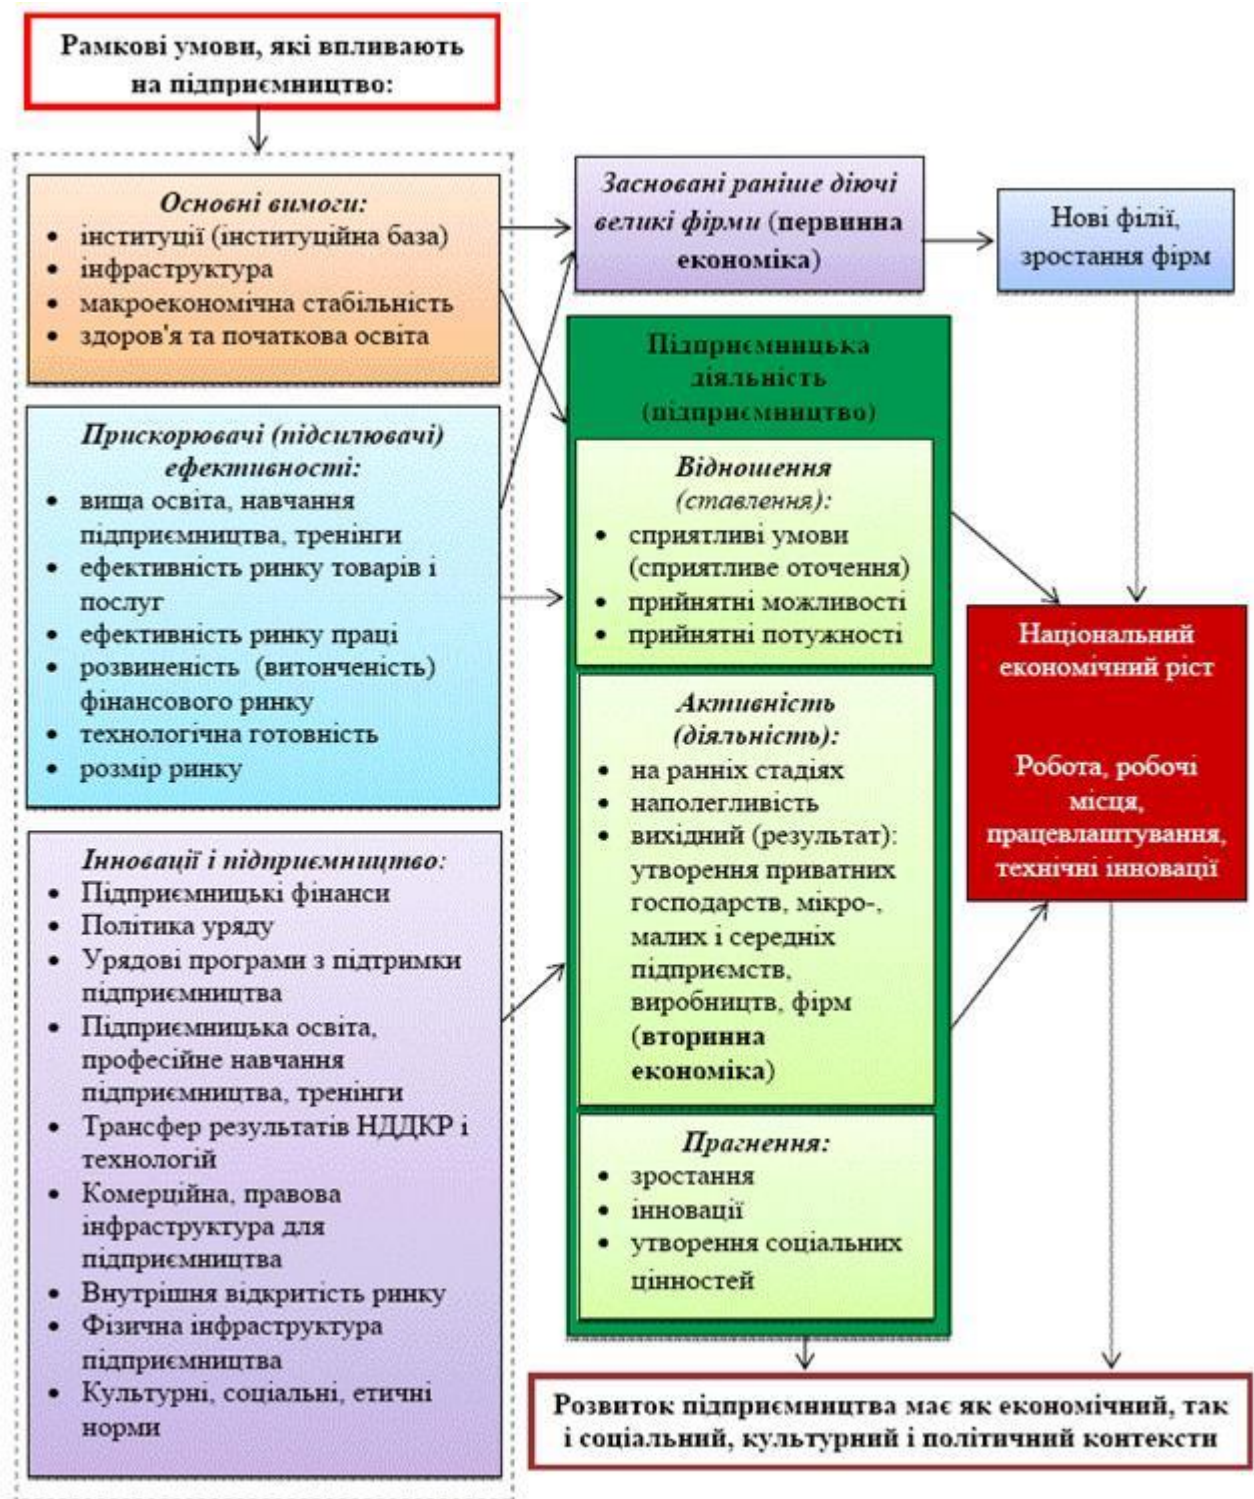 Рамкові умови, які впливають
на підприємництво:
Основні вимоги:
• інституції (інституційна база)
• інфраструктура
• макроекономічна стабільність
• здоров'я та початкова освіта
Прискорювачі (підсилювачі)
ефективності:
• вища освіта, навчання
підприємництва, тренінги
• ефективність ринку товарів і
послуг
• ефективність ринку праці
• розвиненість (витонченість)
фінансового ринку
• технологічна готовність
• розмір ринку
Інновації і підприємництво:
• Підприємницькі фінанси
• Політика уряду
• Урядові програми з підтримки
підприємництва
• Підприємницька освіта,
професійне навчання
підприємництва, тренінги
• Трансфер результатів НДДКР і
технологій
• Комерційна, правова
інфраструктура для
підприємництва
• Внутрішня відкритість ринку
• Фізична інфраструктура
підприємництва
• Культурні, соціальні, етичні
норми
Засновані раніше діючі
великі фірми (первинна
економіка)
Нові філії,
зростання фірм
Підприємницька
діяльність
(підприємництво)
Відношення
(ставлення):
• сприятливі умови
(сприятливе оточення)
• прийнятні можливості
• прийнятні потужності
Активність
(діяльність):
• на ранніх стадіях
• наполегливість
• вихідний (результат):
утворення приватних
господарств, мікро-,
малих і середніх
підприємств,
виробництв, фірм
(вторинна
економіка)
Прагнення:
• зростання
• інновації
• утворення соціальних
цінностей
Національний
економічний ріст
Робота, робочі
місця,
працевлаштування,
технічні інновації
Розвиток підприємництва має як економічний, так
і соціальний, культурний і політичний контексти